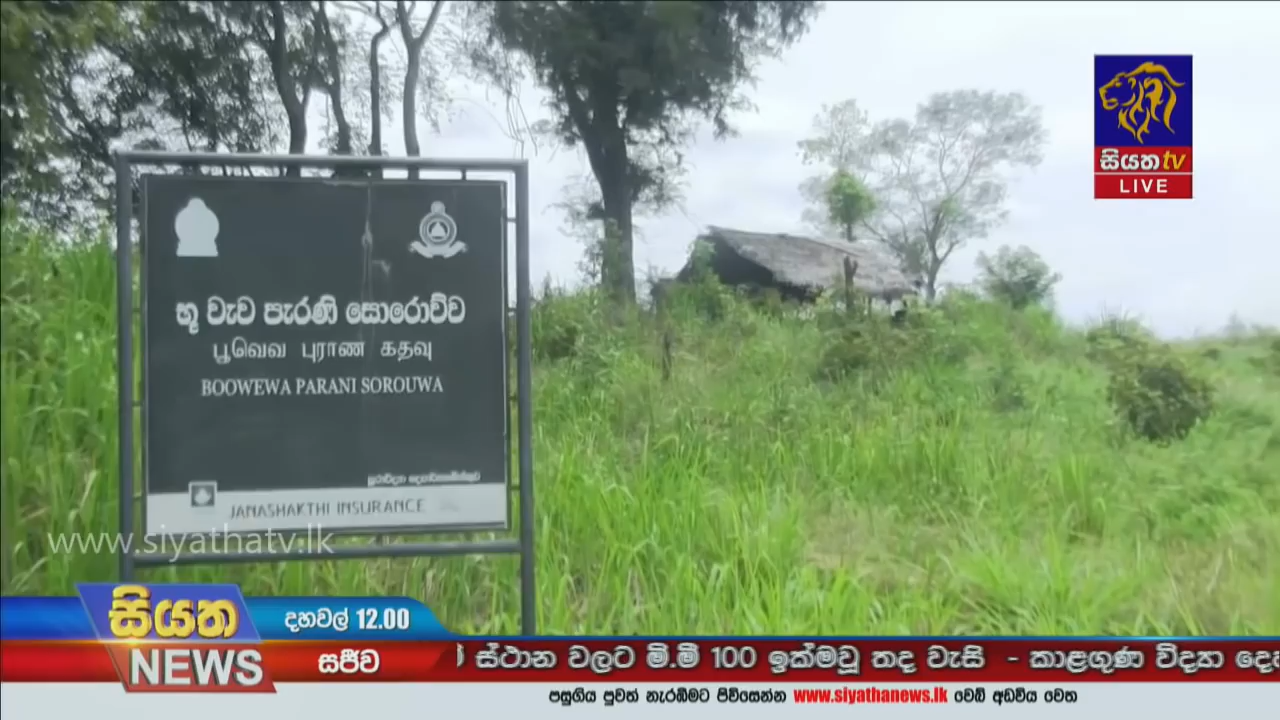 සියත tv
LIVE
භූ වැව පැරණි සොරොව්ව
பூவெவ புராண கதவு
BOOWEWA PARANI SOROUWA
පුරාවිද්‍යා දෙපාර්තමේන්තුව
JANASHAKTHI INSURANCE
www.siyathatv.lk
සියත
NEWS
දහවල් 12.00
සජීව
ස්ථාන වලට මි.මී 100 ඉක්මවූ තද වැසි - කාළගුණ විද්‍යා
පසුගිය පුවත් නැරඹීමට පිවිසෙන්න www.siyathanews.lk වෙබ් අඩවිය වෙත